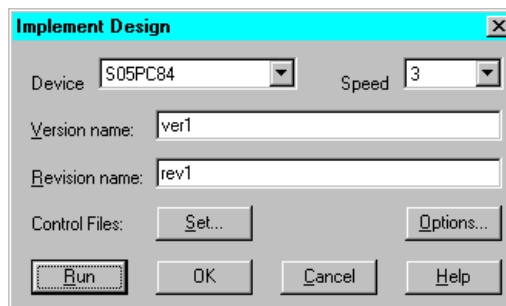 Implement Design
Device S05PC84 Speed 3
Version name: ver1
Revision name: rev1
Control Files: Set... Options...
Run OK Cancel Help